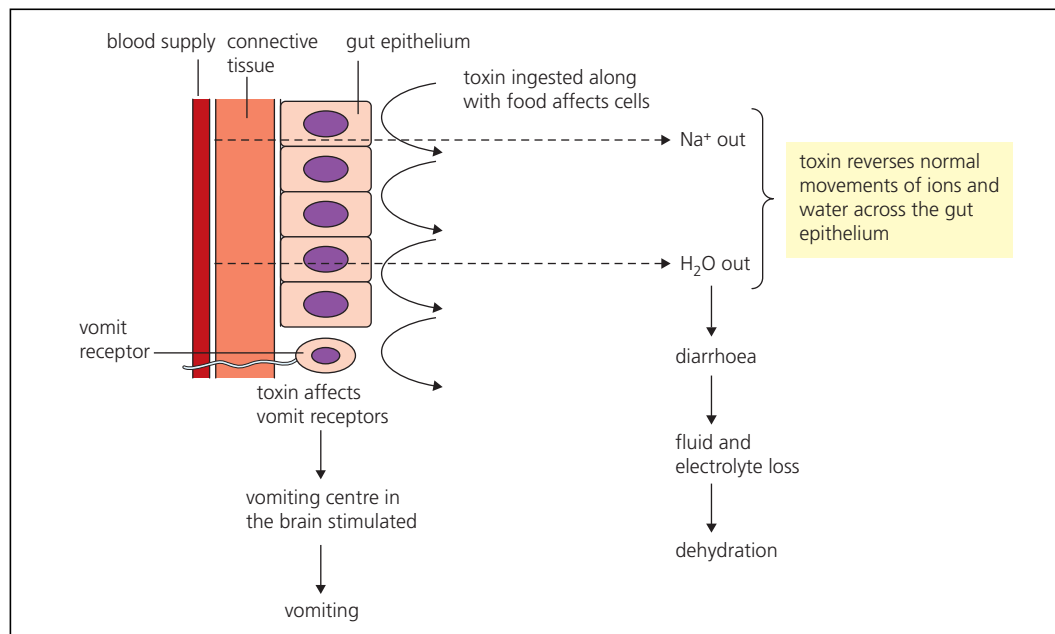 blood supply
connective
tissue
gut epithelium
toxin ingested along
with food affects cells
Na⁺ out
toxin reverses normal
movements of ions and
water across the gut
epithelium
H₂O out
vomit
receptor
diarrhoea
toxin affects
vomit receptors
fluid and
electrolyte loss
vomiting centre in
the brain stimulated
dehydration
vomiting